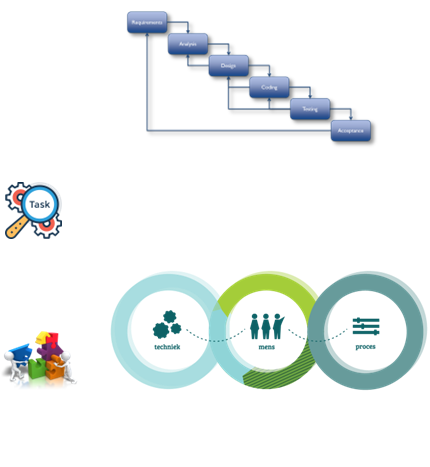 Requirements
Analysis
Design
Coding
Testing
Acceptance
Task
techniek
mens
proces